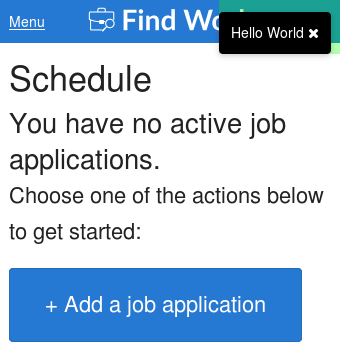 Menu
Find Wo
Hello World ✖
Schedule
You have no active job
applications.
Choose one of the actions below
to get started:
+ Add a job application